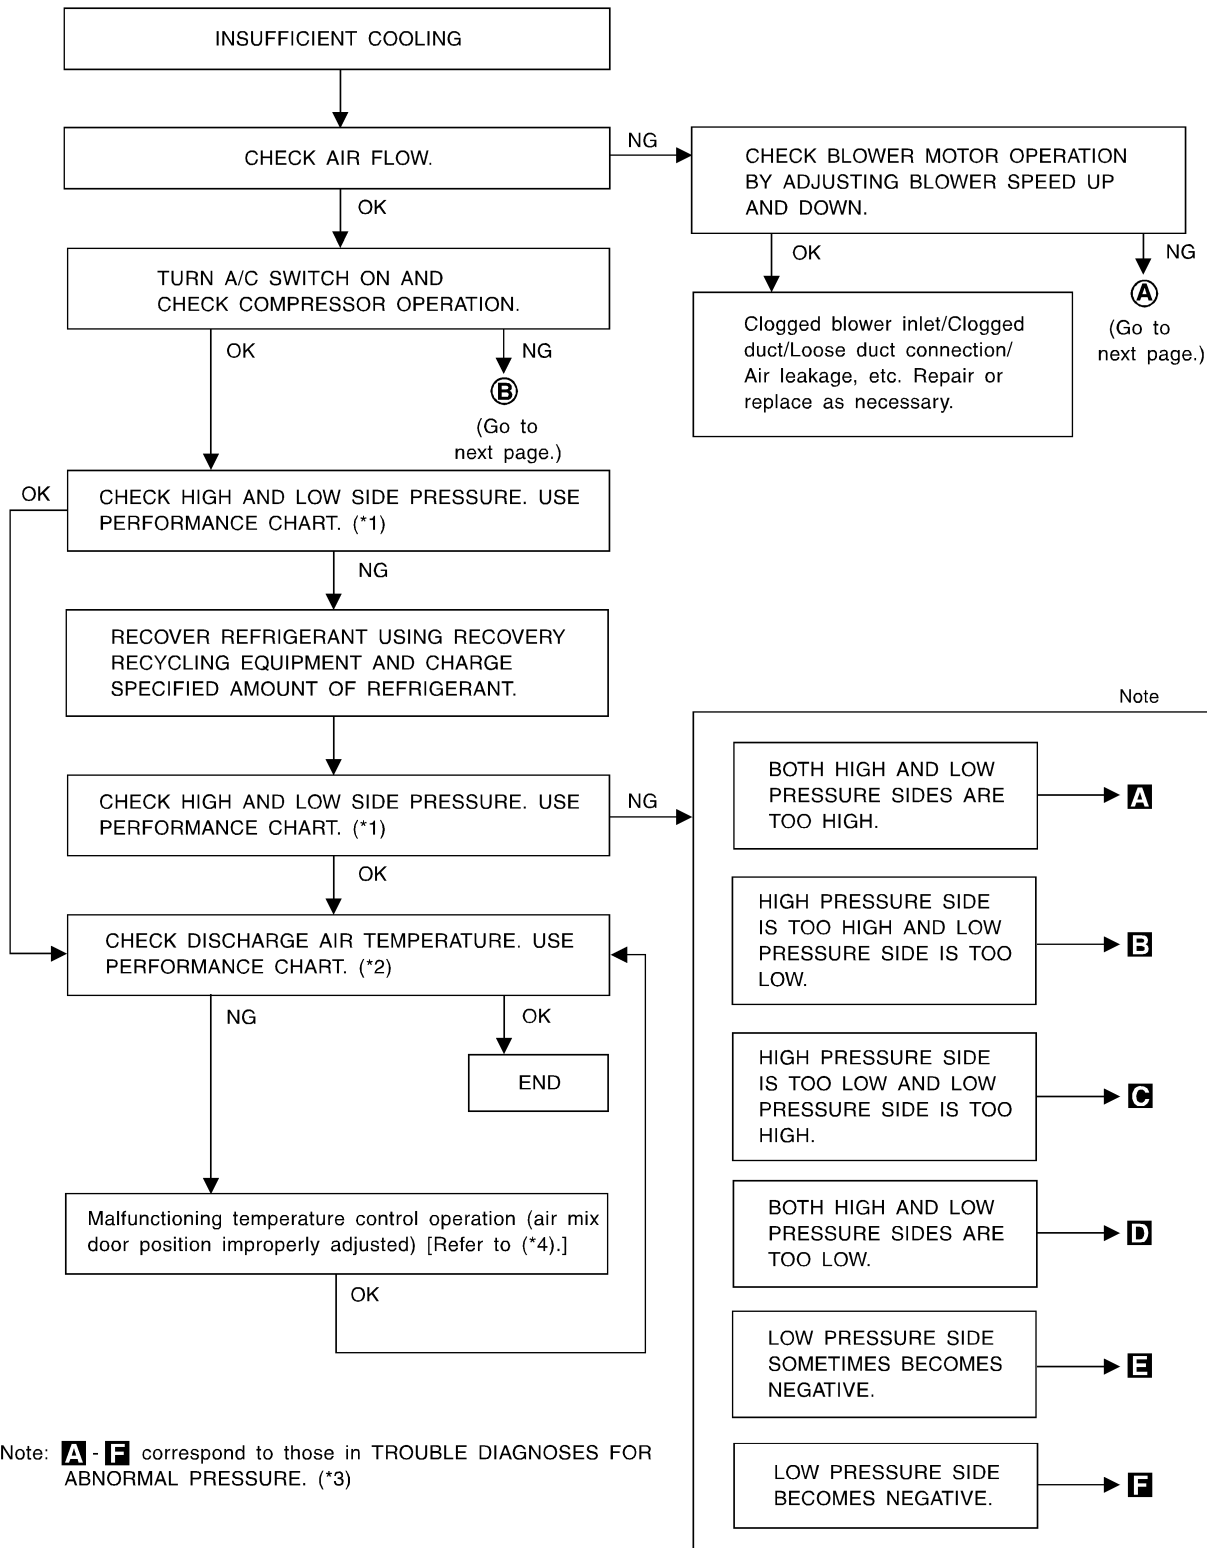 INSUFFICIENT COOLING
CHECK AIR FLOW.
NG
CHECK BLOWER MOTOR OPERATION
BY ADJUSTING BLOWER SPEED UP
AND DOWN.
OK
OK
NG
TURN A/C SWITCH ON AND
CHECK COMPRESSOR OPERATION.
A
(Go to
next page.)
Clogged blower inlet/Clogged
duct/Loose duct connection/
Air leakage, etc. Repair or
replace as necessary.
OK
NG
B
(Go to
next page.)
OK
CHECK HIGH AND LOW SIDE PRESSURE. USE
PERFORMANCE CHART. (*1)
NG
RECOVER REFRIGERANT USING RECOVERY
RECYCLING EQUIPMENT AND CHARGE
SPECIFIED AMOUNT OF REFRIGERANT.
CHECK HIGH AND LOW SIDE PRESSURE. USE
PERFORMANCE CHART. (*1)
NG
OK
CHECK DISCHARGE AIR TEMPERATURE. USE
PERFORMANCE CHART. (*2)
NG
OK
END
Malfunctioning temperature control operation (air mix
door position improperly adjusted) [Refer to (*4).]
OK
Note
BOTH HIGH AND LOW
PRESSURE SIDES ARE
TOO HIGH.
A
HIGH PRESSURE SIDE
IS TOO HIGH AND LOW
PRESSURE SIDE IS TOO
LOW.
B
HIGH PRESSURE SIDE
IS TOO LOW AND LOW
PRESSURE SIDE IS TOO
HIGH.
C
BOTH HIGH AND LOW
PRESSURE SIDES ARE
TOO LOW.
D
LOW PRESSURE SIDE
SOMETIMES BECOMES
NEGATIVE.
E
LOW PRESSURE SIDE
BECOMES NEGATIVE.
F
Note: A - F correspond to those in TROUBLE DIAGNOSES FOR
ABNORMAL PRESSURE. (*3)